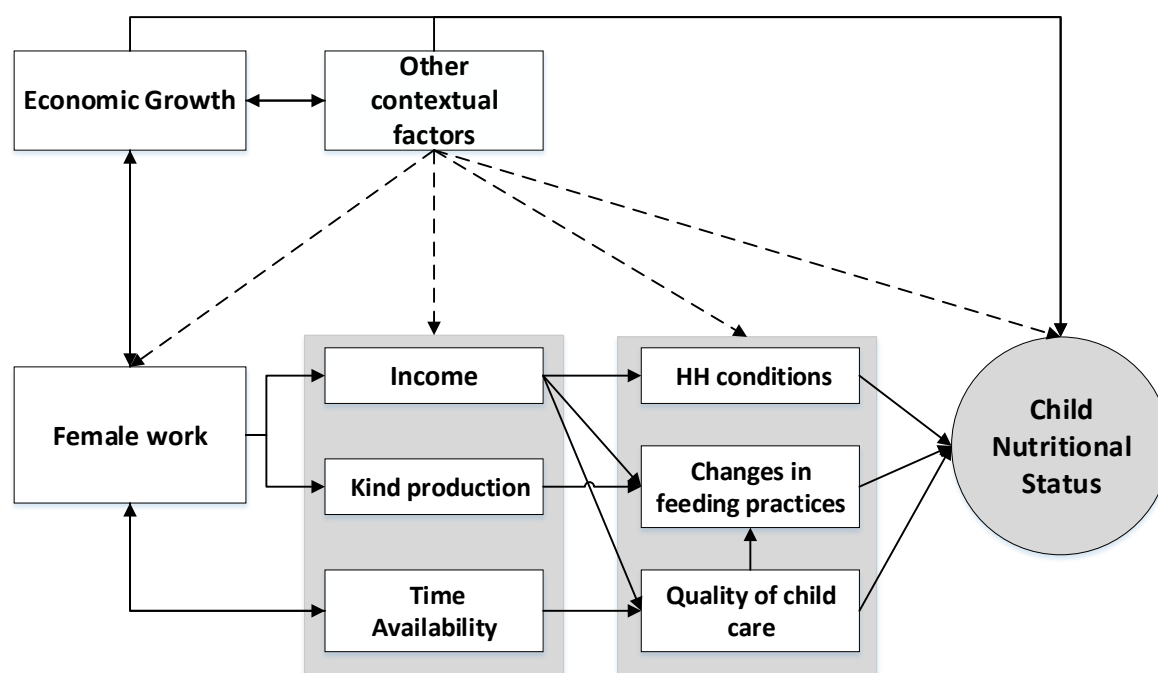 Economic Growth
Other
contextual
factors
Female work
Income
Kind production
Time
Availability
HH conditions
Changes in
feeding practices
Quality of child
care
Child
Nutritional
Status